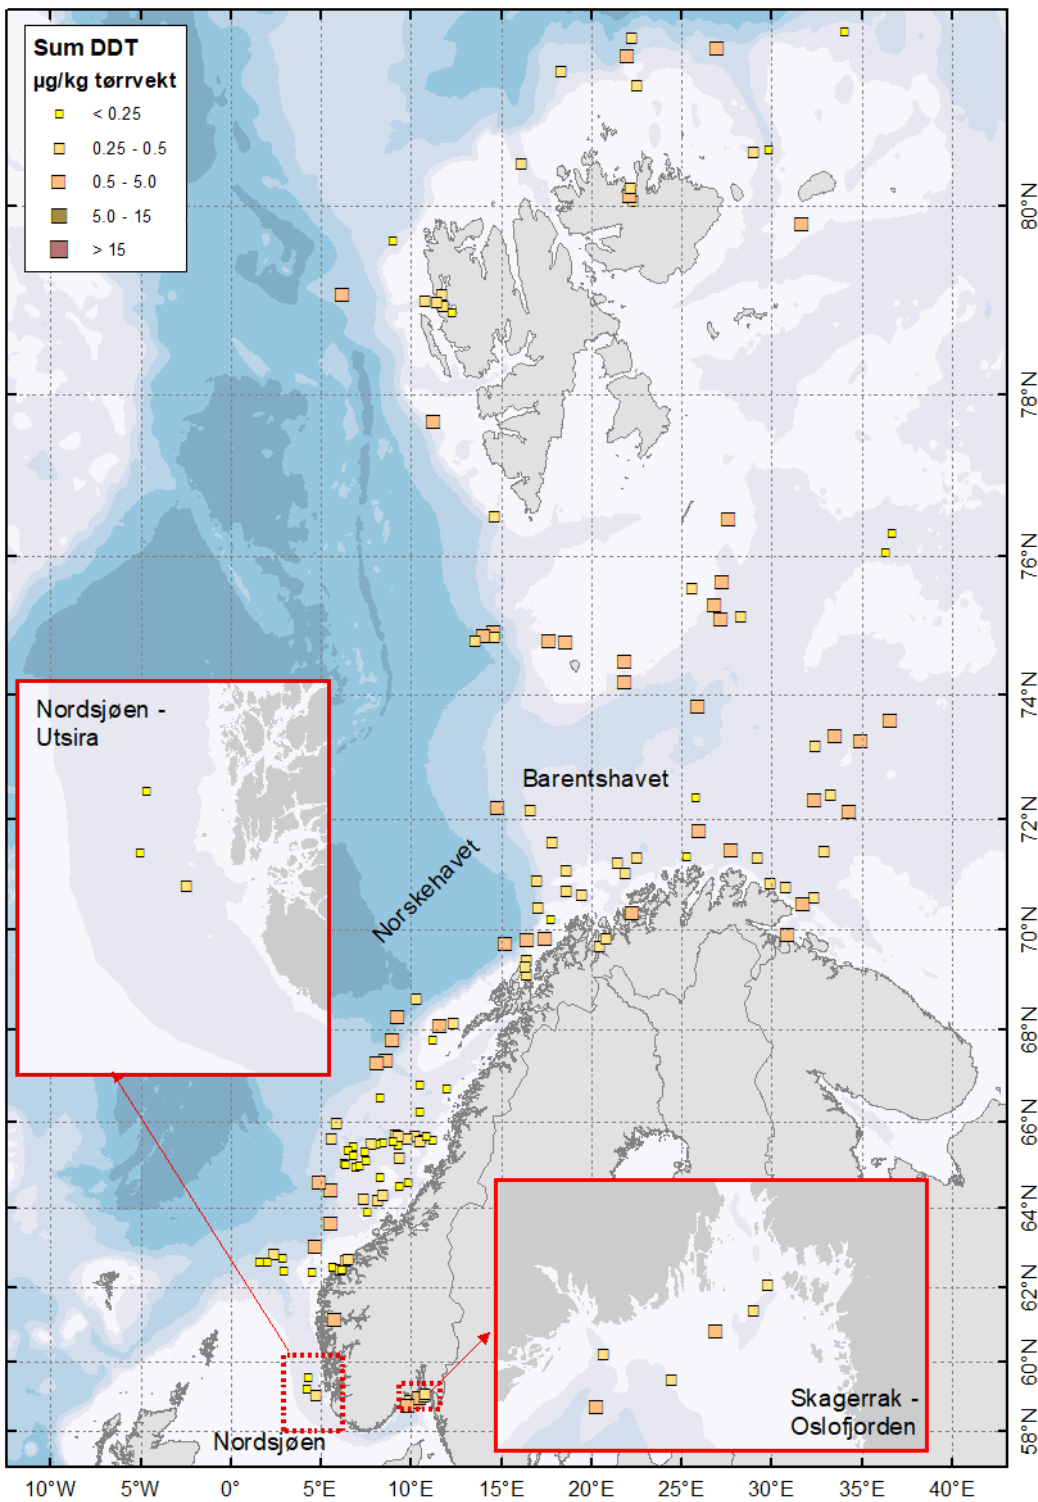 Sum DDT
µg/kg tørrvekt
< 0.25
0.25 - 0.5
0.5 - 5.0
5.0 - 15
> 15
80°N
78°N
76°N
74°N
72°N
70°N
68°N
66°N
64°N
62°N
60°N
58°N
Nordsjøen -
Utsira
Barentshavet
Norskehavet
Skagerrak -
Oslofjorden
Nordsjøen
10°W
5°W
0°
5°E
10°E
15°E
20°E
25°E
30°E
35°E
40°E